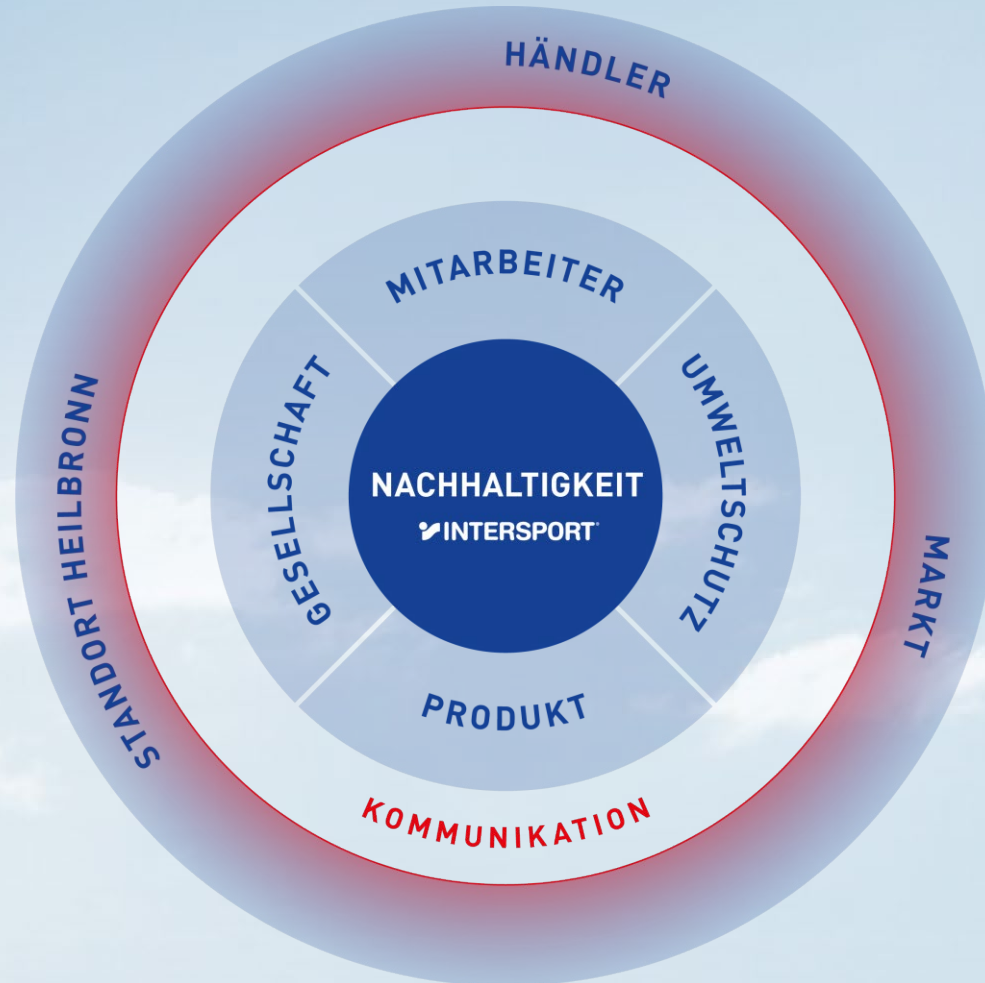 HÄNDLER
MITARBEITER
GESELLSCHAFT
UMWELTSCHUTZ
NACHHALTIGKEIT
INTERSPORT
STANDORT HEILBRONN
MARKT
PRODUKT
KOMMUNIKATION